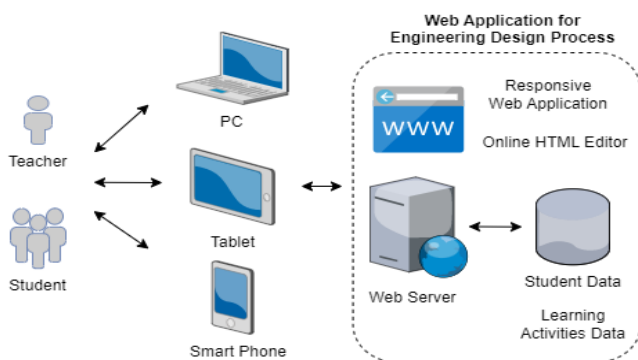 Web Application for
Engineering Design Process
Teacher
Student
PC
Tablet
Smart Phone
www
Responsive
Web Application
Online HTML Editor
Web Server
Student Data
Learning
Activities Data